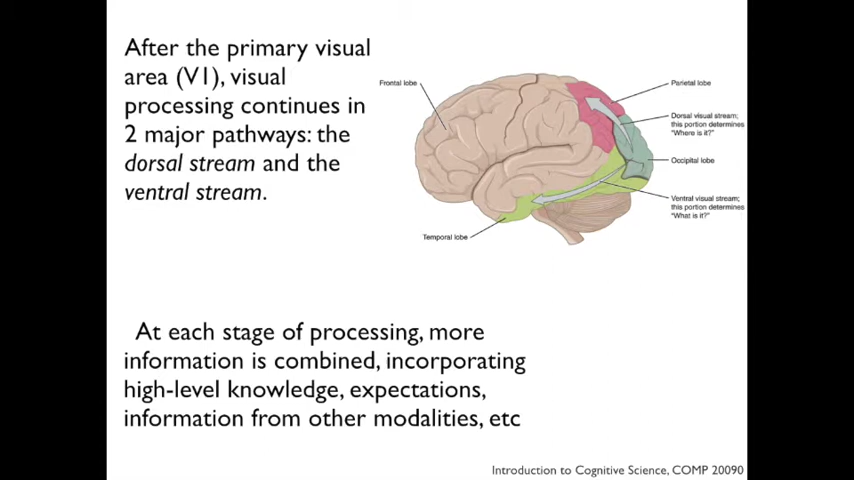 After the primary visual
area (V1), visual
processing continues in
2 major pathways: the
dorsal stream and the
ventral stream.
Frontal lobe
Parietal lobe
Dorsal visual stream;
this portion determines
"Where is it?"
Occipital lobe
Ventral visual stream;
this portion determines
"What is it?"
Temporal lobe
At each stage of processing, more
information is combined, incorporating
high-level knowledge, expectations,
information from other modalities, etc
Introduction to Cognitive Science, COMP 20090